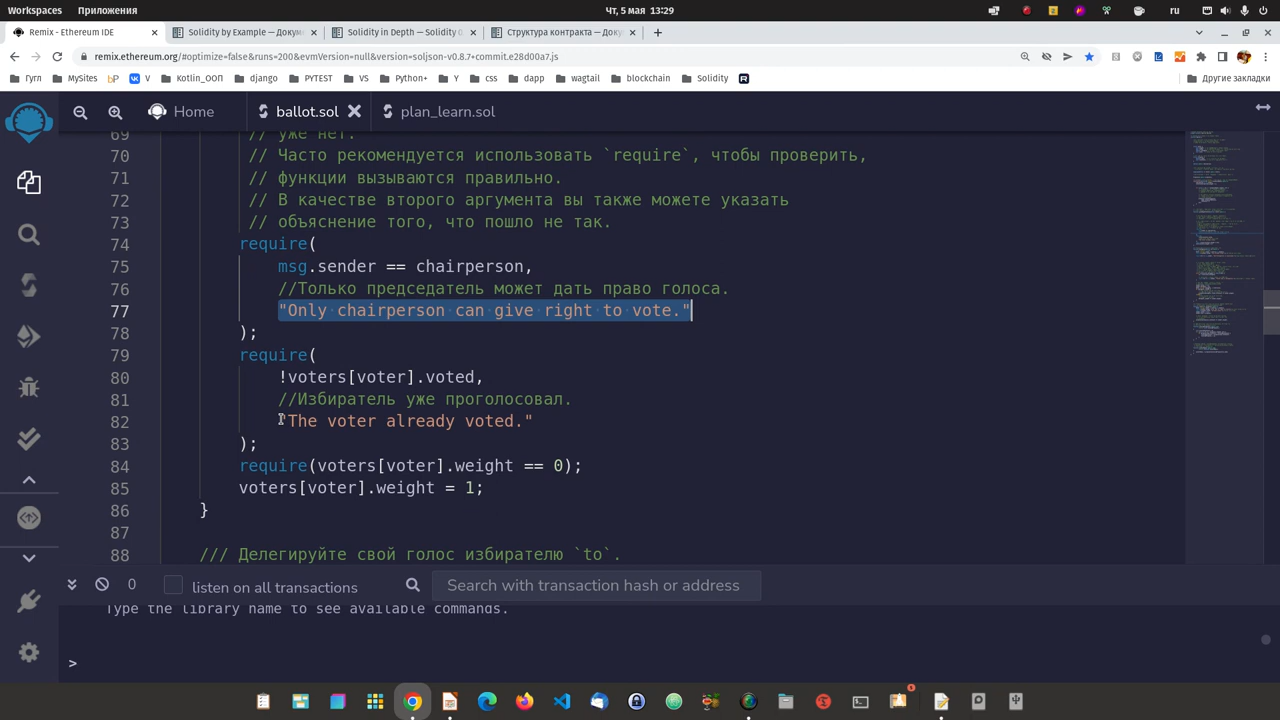 Workspaces Приложения Чт, 5 мая 13:29 ru
Remix - Ethereum IDE Solidity by Example — Докум Solidity in Depth — Solidity Структура контракта — Доку
remix.ethereum.org/#optimize=false&runs=200&evmVersion=null&version=soljson-v0.8.7+commit.e28d00a7.js
Гугл MySites V Kotlin_ООП django PYTEST VS Python+ Y css dapp wagtail blockchain Solidity Другие закладки
Home ballot.sol plan_learn.sol
69 // уже нет.
70 // Часто рекомендуется использовать `require`, чтобы проверить,
71 // функции вызываются правильно.
72 // В качестве второго аргумента вы также можете указать
73 // объяснение того, что пошло не так.
74 require(
75 msg.sender == chairperson,
76 //Только председатель может дать право голоса.
77 "Only chairperson can give right to vote."
78 );
79 require(
80 !voters[voter].voted,
81 //Избиратель уже проголосовал.
82 "The voter already voted."
83 );
84 require(voters[voter].weight == 0);
85 voters[voter].weight = 1;
86 }
87
88 /// Делегируйте свой голос избирателю `to`.
0 listen on all transactions Search with transaction hash or address
Type the library name to see available commands.
>